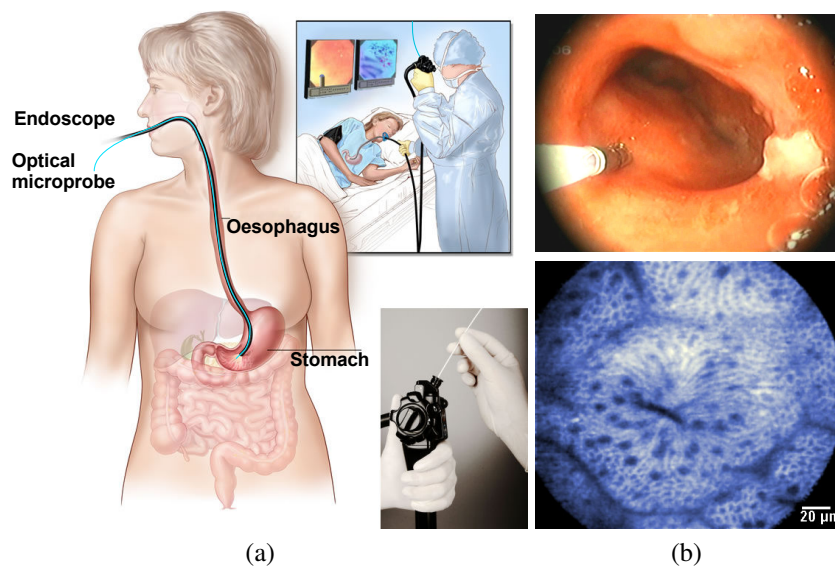 Endoscope
Optical
microprobe
Oesophagus
Stomach
20 µm
(a)
(b)